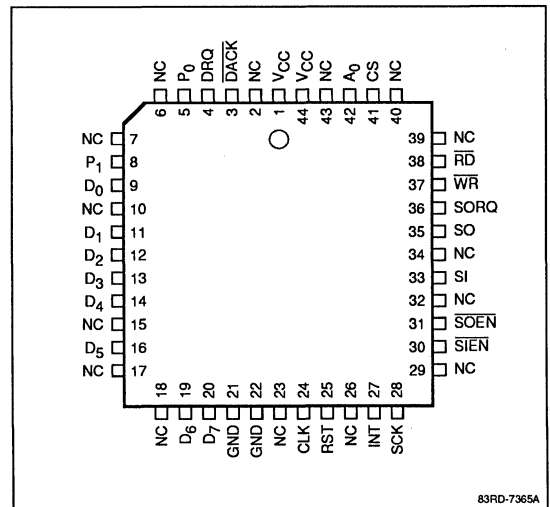 NC P0 DRQ DACK NC VCC VCC NC A0 CS NC
6 5 4 3 2 1 44 43 42 41 40
NC 7
P1 8
D0 9
NC 10
D1 11
D2 12
D3 13
D4 14
NC 15
D5 16
NC 17
39 NC
38 RD
37 WR
36 SORQ
35 SO
34 NC
33 SI
32 NC
31 SOEN
30 SIEN
29 NC
18 19 20 21 22 23 24 25 26 27 28
NC D6 D7 GND GND NC CLK RST NC INT SCK
83RD-7365A